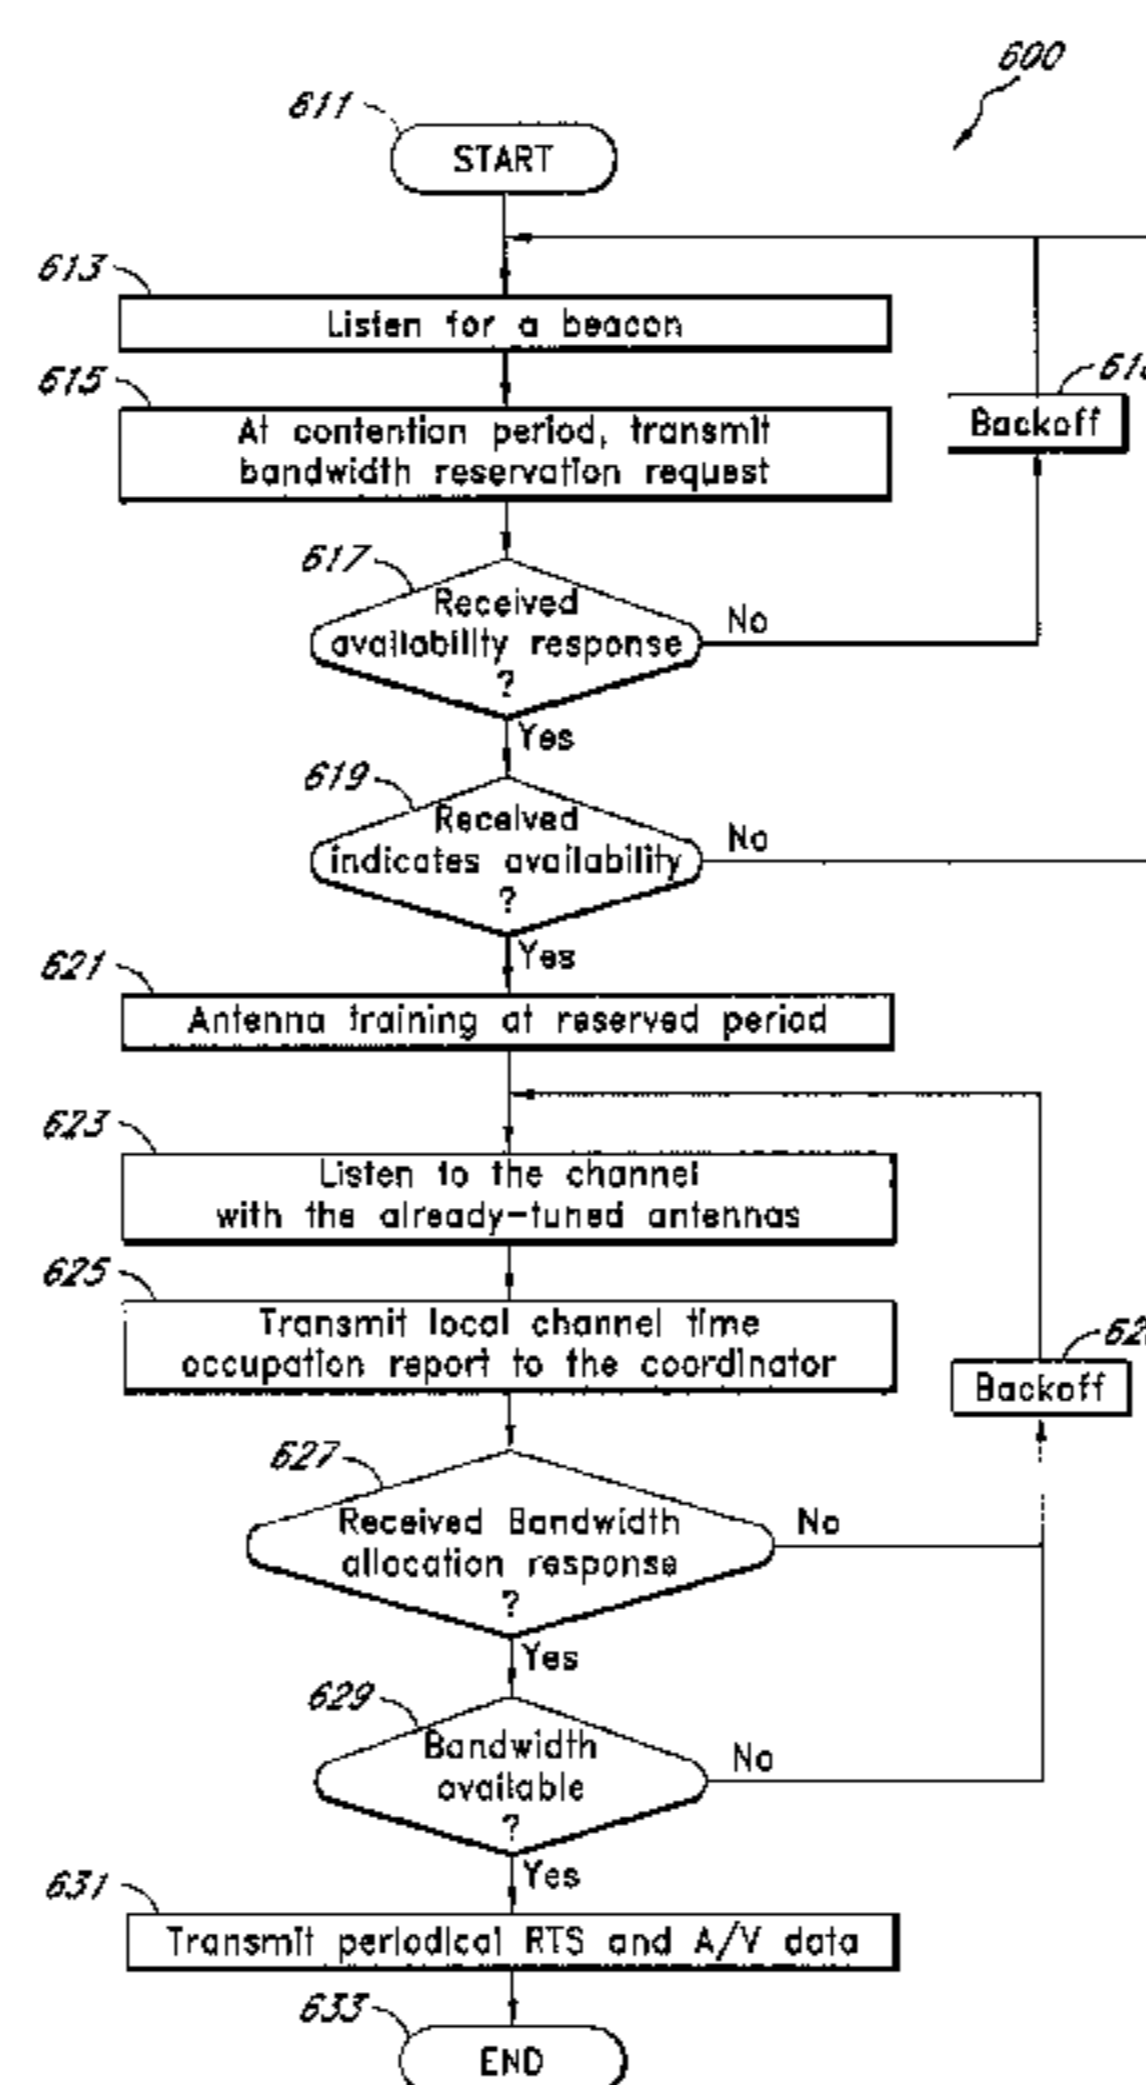 600
611
START
613
Listen for a beacon
615
At contention period, transmit
bandwidth reservation request
Backoff
617
Received
availability response
?
No
Yes
619
Received
indicates availability
?
No
Yes
621
Antenna training at reserved period
623
Listen to the channel
with the already-tuned antennas
625
Transmit local channel time
occupation report to the coordinator
Backoff
627
Received Bandwidth
allocation response
?
No
Yes
629
Bandwidth
available
?
No
Yes
631
Transmit periodical RTS and A/V data
633
END